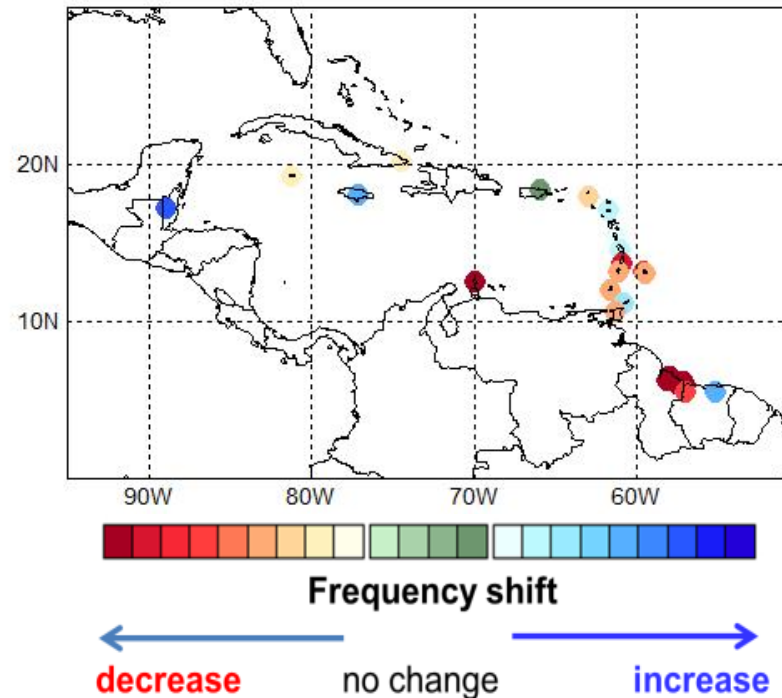 20N
10N
90W 80W 70W 60W
Frequency shift
decrease no change increase